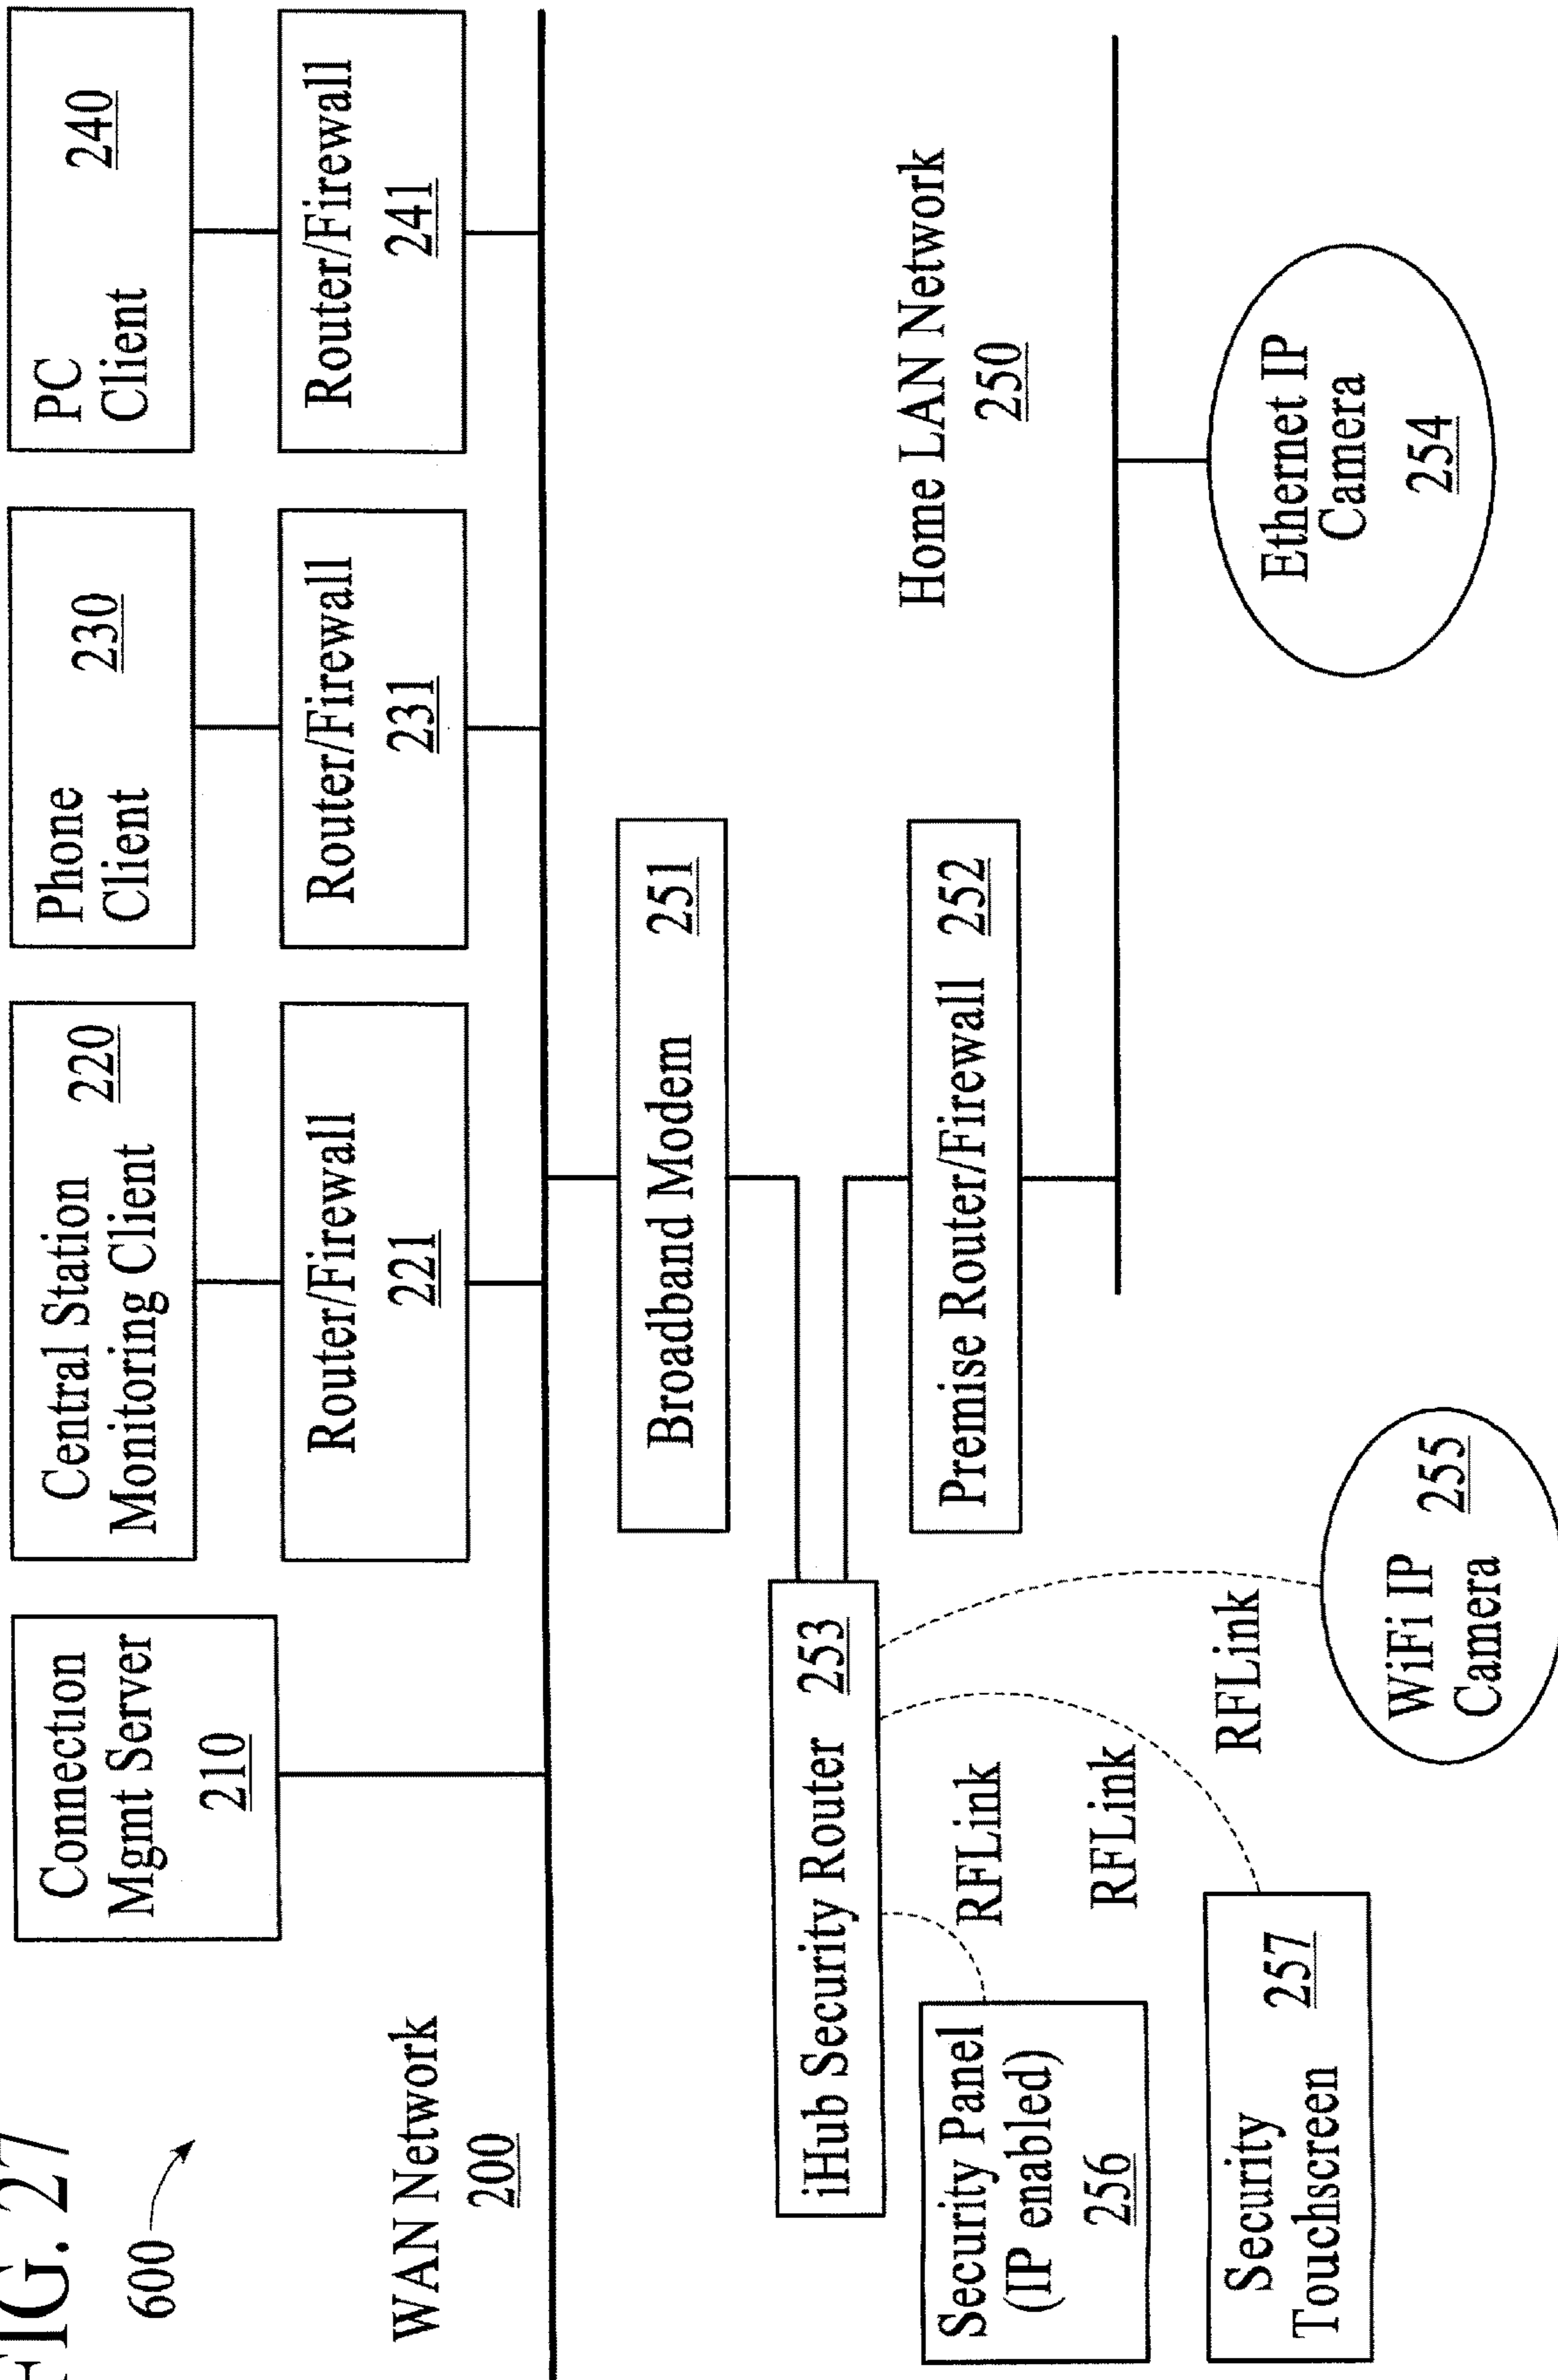 FIG. 27
600
WAN Network
200
Connection
Mgmt Server
210
Central Station
Monitoring Client
220
Router/Firewall
221
Phone
Client
230
Router/Firewall
231
PC
Client
240
Router/Firewall
241
Broadband Modem 251
iHub Security Router 253
Premise Router/Firewall 252
Home LAN Network
250
Security Panel
(IP enabled)
256
RFLink
Security
Touchscreen
257
RFLink
RFLink
WiFi IP
Camera
255
Ethernet IP
Camera
254